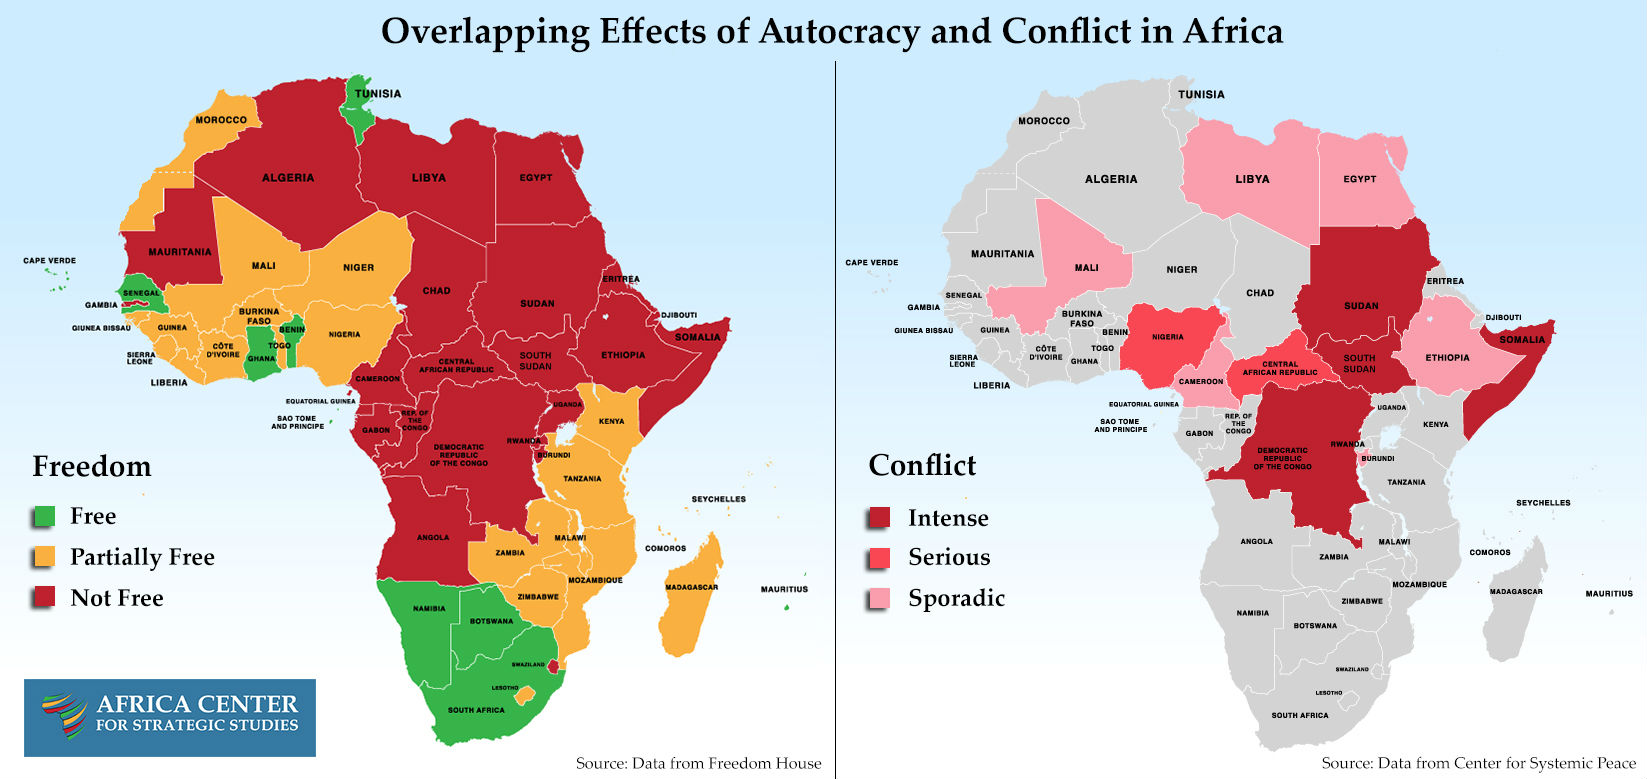 Overlapping Effects of Autocracy and Conflict in Africa
TUNISIA
MOROCCO
ALGERIA
LIBYA
EGYPT
MAURITANIA
CAPE VERDE
MALI
NIGER
ERITREA
CHAD
SENEGAL
GAMBIA
SUDAN
BURKINA
FASO
DJIBOUTI
GIUNEA BISSAU
GUINEA
BENIN
NIGERIA
SOMALIA
CÔTE
D'IVOIRE
TOGO
GHANA
SIERRA
LEONE
SOUTH
SUDAN
ETHIOPIA
CENTRAL
AFRICAN REPUBLIC
LIBERIA
CAMEROON
EQUATORIAL GUINEA
UGANDA
SAO TOME
AND PRINCIPE
REP. OF
THE
CONGO
KENYA
GABON
RWANDA
DEMOCRATIC
REPUBLIC
OF THE CONGO
BURUNDI
TANZANIA
SEYCHELLES
ANGOLA
MALAWI
COMOROS
ZAMBIA
MOZAMBIQUE
MADAGASCAR
MAURITIUS
ZIMBABWE
NAMIBIA
BOTSWANA
SWAZILAND
LESOTHO
SOUTH AFRICA
Freedom
Free
Partially Free
Not Free
AFRICA CENTER
FOR STRATEGIC STUDIES
Source: Data from Freedom House
TUNISIA
MOROCCO
ALGERIA
LIBYA
EGYPT
MAURITANIA
CAPE VERDE
MALI
NIGER
ERITREA
CHAD
SENEGAL
GAMBIA
SUDAN
BURKINA
FASO
DJIBOUTI
GIUNEA BISSAU
GUINEA
BENIN
NIGERIA
SOMALIA
CÔTE
D'IVOIRE
TOGO
GHANA
SIERRA
LEONE
SOUTH
SUDAN
ETHIOPIA
CENTRAL
AFRICAN REPUBLIC
LIBERIA
CAMEROON
EQUATORIAL GUINEA
UGANDA
SAO TOME
AND PRINCIPE
REP. OF
THE
CONGO
KENYA
GABON
RWANDA
DEMOCRATIC
REPUBLIC
OF THE CONGO
BURUNDI
TANZANIA
SEYCHELLES
ANGOLA
MALAWI
COMOROS
ZAMBIA
MOZAMBIQUE
MADAGASCAR
MAURITIUS
ZIMBABWE
NAMIBIA
BOTSWANA
SWAZILAND
LESOTHO
SOUTH AFRICA
Conflict
Intense
Serious
Sporadic
Source: Data from Center for Systemic Peace